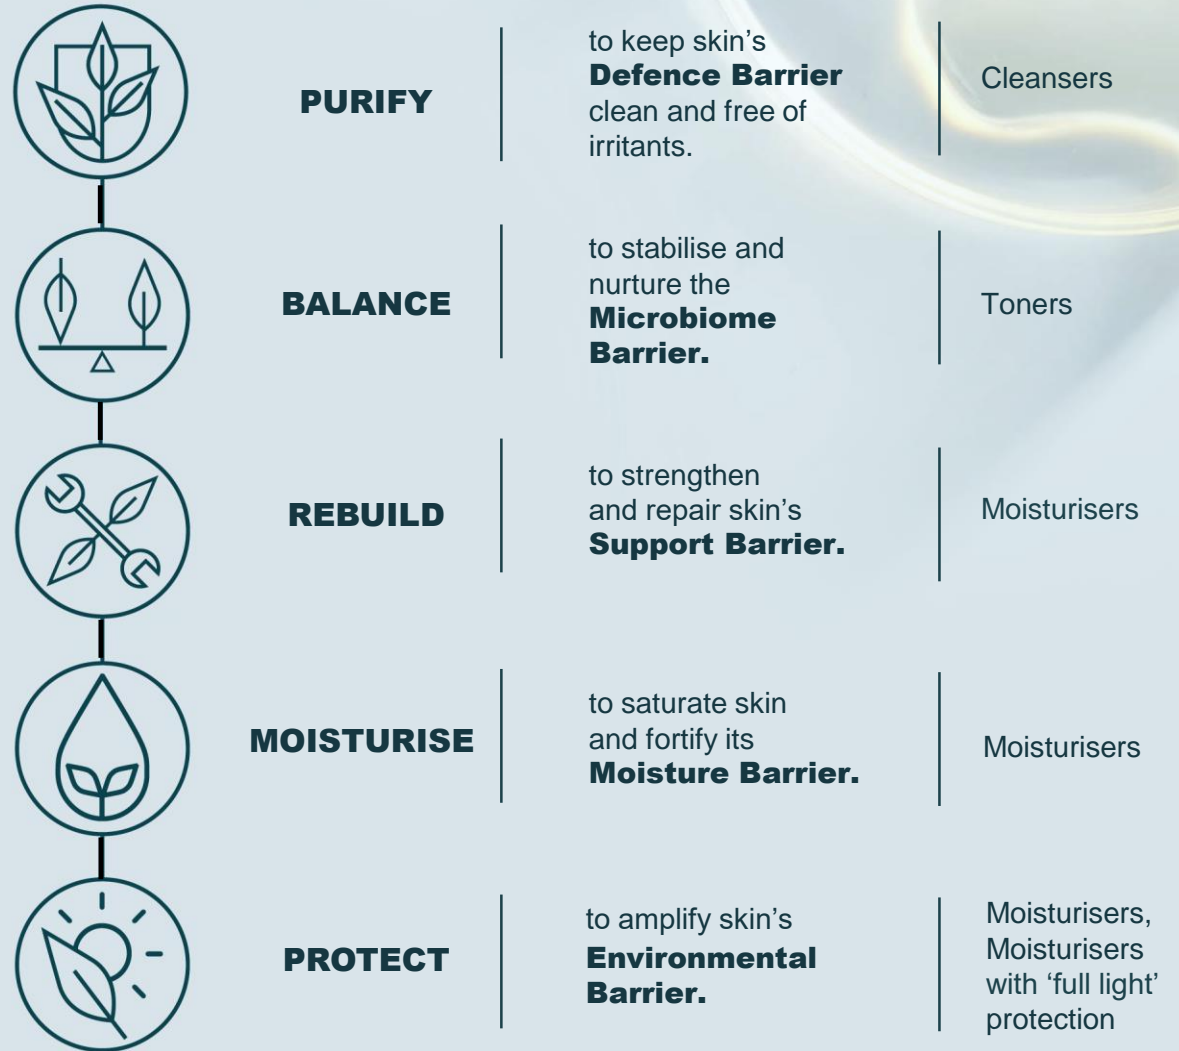 PURIFY
to keep skin’s
Defence Barrier
clean and free of
irritants.
Cleansers
BALANCE
to stabilise and
nurture the
Microbiome
Barrier.
Toners
REBUILD
to strengthen
and repair skin’s
Support Barrier.
Moisturisers
MOISTURISE
to saturate skin
and fortify its
Moisture Barrier.
Moisturisers
PROTECT
to amplify skin’s
Environmental
Barrier.
Moisturisers,
Moisturisers
with ‘full light’
protection